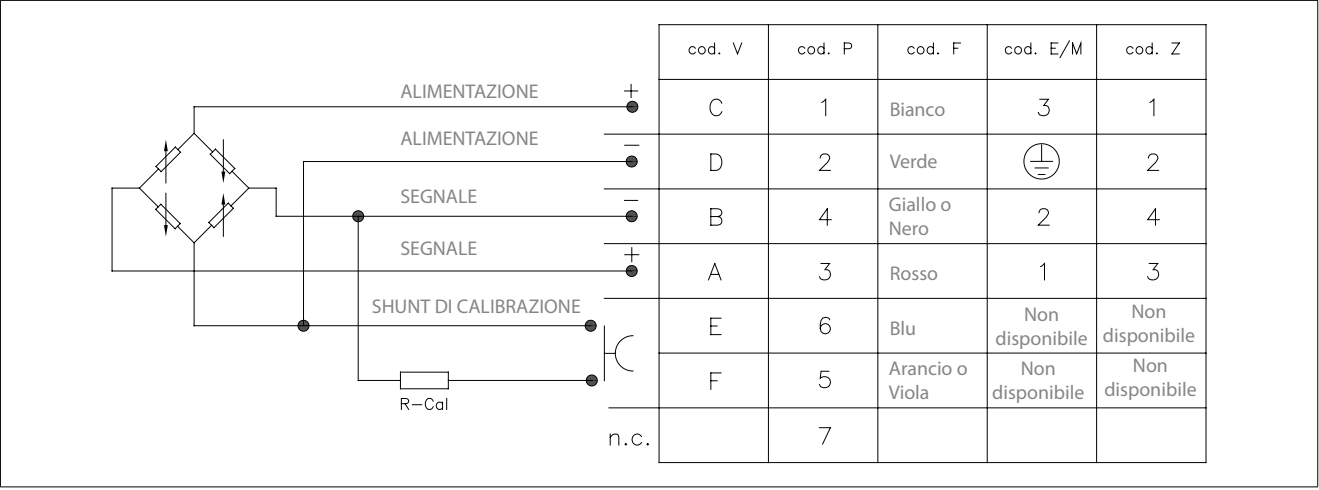 cod. V cod. P cod. F cod. E/M cod. Z
ALIMENTAZIONE + C 1 Bianco 3 1
ALIMENTAZIONE – D 2 Verde 2
SEGNALE – B 4 Giallo o Nero 2 4
SEGNALE + A 3 Rosso 1 3
SHUNT DI CALIBRAZIONE E 6 Blu Non disponibile Non disponibile
F 5 Arancio o Viola Non disponibile Non disponibile
R-Cal
n.c. 7